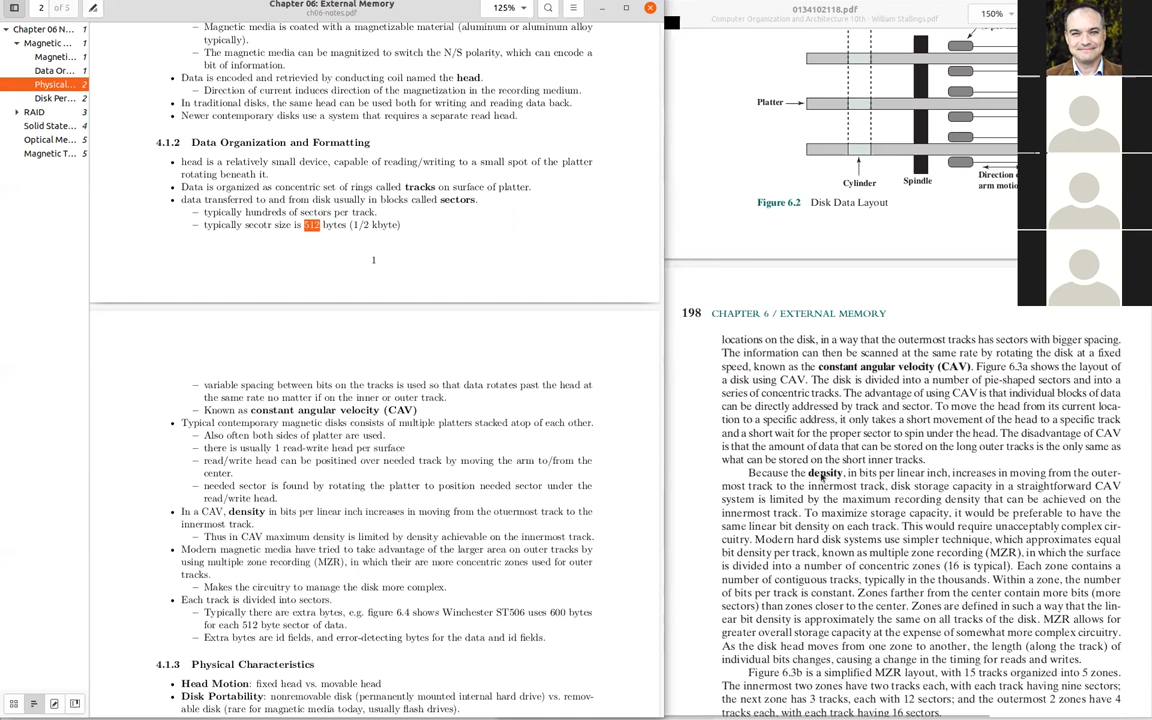 Chapter 06: External Memory
ch06-notes.pdf
2 of 5
125%
Chapter 06 N... 1
Magnetic ... 1
Magneti... 1
Data Or... 1
Physical... 2
Disk Per... 2
RAID 3
Solid State... 4
Optical Me... 5
Magnetic T... 5
– Magnetic media is coated with a magnetizable material (aluminum or aluminum alloy
typically).
– The magnetic media can be magnitized to switch the N/S polarity, which can encode a
bit of information.
• Data is encoded and retrievied by conducting coil named the head.
– Direction of current induces direction of the magnetization in the recording medium.
• In traditional disks, the same head can be used both for writing and reading data back.
• Newer contemporary disks use a system that requires a separate read head.
4.1.2 Data Organization and Formatting
• head is a relatively small device, capable of reading/writing to a small spot of the platter
rotating beneath it.
• Data is organized as concentric set of rings called tracks on surface of platter.
• data transferred to and from disk usually in blocks called sectors.
– typically hundreds of sectors per track.
– typically secotr size is 512 bytes (1/2 kbyte)
1
– variable spacing between bits on the tracks is used so that data rotates past the head at
the same rate no matter if on the inner or outer track.
– Known as constant angular velocity (CAV)
• Typical contemporary magnetic disks consists of multiple platters stacked atop of each other.
– Also often both sides of platter are used.
– there is usually 1 read-write head per surface
– read/write head can be positined over needed track by moving the arm to/from the
center.
– needed sector is found by rotating the platter to position needed sector under the
read/write head.
• In a CAV, density in bits per linear inch increases in moving from the otuermost track to the
innermost track.
– Thus in CAV maximum density is limited by density achievable on the innermost track.
• Modern magnetic media have tried to take advantage of the larger area on outer tracks by
using multiple zone recording (MZR), in which their are more concentric zones used for outer
tracks.
– Makes the circuitry to manage the disk more complex.
• Each track is divided into sectors.
– Typically there are extra bytes, e.g. figure 6.4 shows Winchester ST506 uses 600 bytes
for each 512 byte sector of data.
– Extra bytes are id fields, and error-detecting bytes for the data and id fields.
4.1.3 Physical Characteristics
• Head Motion: fixed head vs. movable head
• Disk Portability: nonremovable disk (permanently mounted internal hard drive) vs. remov-
able disk (rare for magnetic media today, usually flash drives).
0134102118.pdf
Computer Organization and Architecture 10th - William Stallings.pdf
150%
Platter
Cylinder
Spindle
Direction
arm motio
Figure 6.2 Disk Data Layout
198 CHAPTER 6 / EXTERNAL MEMORY
locations on the disk, in a way that the outermost tracks has sectors with bigger spacing.
The information can then be scanned at the same rate by rotating the disk at a fixed
speed, known as the constant angular velocity (CAV). Figure 6.3a shows the layout of
a disk using CAV. The disk is divided into a number of pie-shaped sectors and into a
series of concentric tracks. The advantage of using CAV is that individual blocks of data
can be directly addressed by track and sector. To move the head from its current loca-
tion to a specific address, it only takes a short movement of the head to a specific track
and a short wait for the proper sector to spin under the head. The disadvantage of CAV
is that the amount of data that can be stored on the long outer tracks is the only same as
what can be stored on the short inner tracks.
Because the density, in bits per linear inch, increases in moving from the outer-
most track to the innermost track, disk storage capacity in a straightforward CAV
system is limited by the maximum recording density that can be achieved on the
innermost track. To maximize storage capacity, it would be preferable to have the
same linear bit density on each track. This would require unacceptably complex cir-
cuitry. Modern hard disk systems use simpler technique, which approximates equal
bit density per track, known as multiple zone recording (MZR), in which the surface
is divided into a number of concentric zones (16 is typical). Each zone contains a
number of contiguous tracks, typically in the thousands. Within a zone, the number
of bits per track is constant. Zones farther from the center contain more bits (more
sectors) than zones closer to the center. Zones are defined in such a way that the lin-
ear bit density is approximately the same on all tracks of the disk. MZR allows for
greater overall storage capacity at the expense of somewhat more complex circuitry.
As the disk head moves from one zone to another, the length (along the track) of
individual bits changes, causing a change in the timing for reads and writes.
Figure 6.3b is a simplified MZR layout, with 15 tracks organized into 5 zones.
The innermost two zones have two tracks each, with each track having nine sectors;
the next zone has 3 tracks, each with 12 sectors; and the outermost 2 zones have 4
tracks each, with each track having 16 sectors.